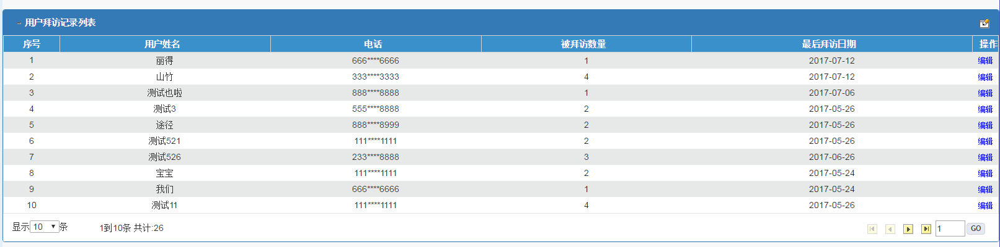 用户拜访记录列表
序号 用户姓名 电话 被拜访数量 最后拜访日期 操作
1 丽得 666****6666 1 2017-07-12 编辑
2 山竹 333****3333 4 2017-07-12 编辑
3 测试也啦 888****8888 1 2017-07-06 编辑
4 测试3 555****8888 2 2017-05-26 编辑
5 途径 888****8999 2 2017-05-26 编辑
6 测试521 111****1111 2 2017-05-26 编辑
7 测试526 233****8888 3 2017-06-26 编辑
8 宝宝 111****1111 2 2017-05-24 编辑
9 我们 666****6666 1 2017-05-24 编辑
10 测试11 111****1111 4 2017-05-26 编辑
显示 10 条 1到10条 共计:26 1 GO